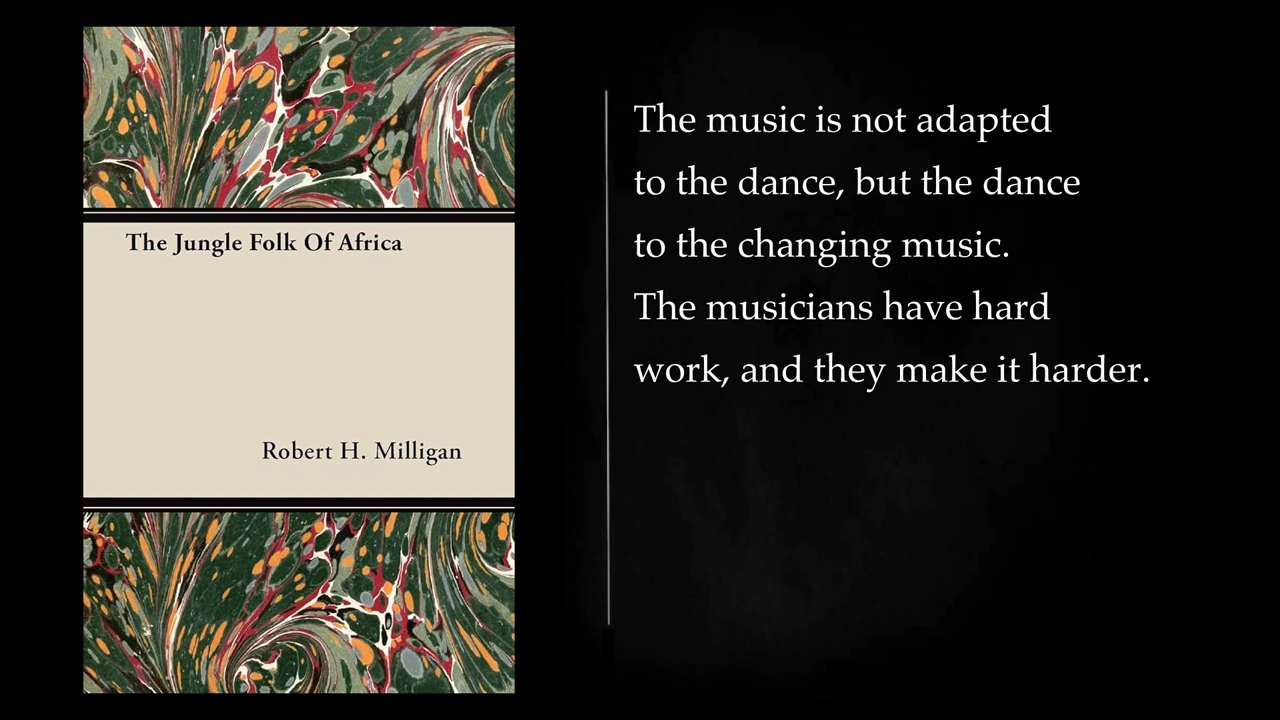 The Jungle Folk Of Africa
Robert H. Milligan
The music is not adapted
to the dance, but the dance
to the changing music.
The musicians have hard
work, and they make it harder.